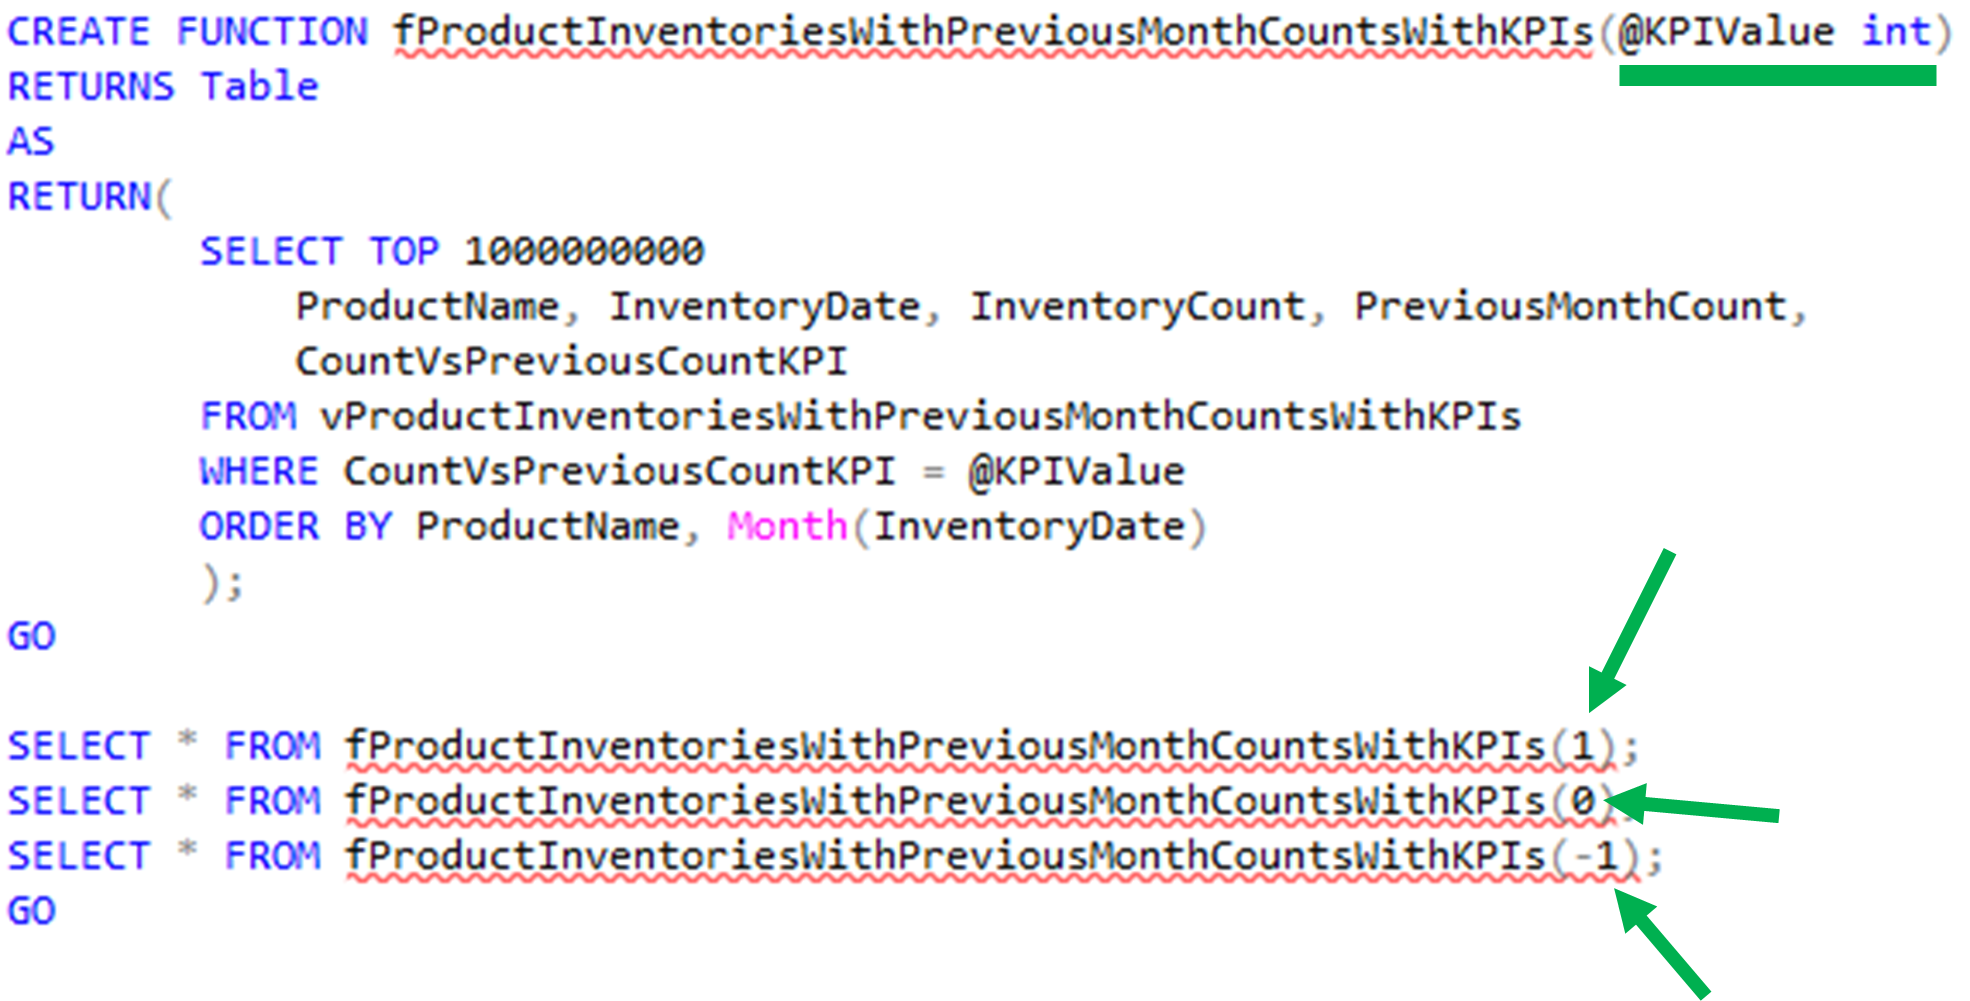 CREATE FUNCTION fProductInventoriesWithPreviousMonthCountsWithKPIs(@KPIValue int)
RETURNS Table
AS
RETURN(
SELECT TOP 1000000000
ProductName, InventoryDate, InventoryCount, PreviousMonthCount,
CountVsPreviousCountKPI
FROM vProductInventoriesWithPreviousMonthCountsWithKPIs
WHERE CountVsPreviousCountKPI = @KPIValue
ORDER BY ProductName, Month(InventoryDate)
);
GO
SELECT * FROM fProductInventoriesWithPreviousMonthCountsWithKPIs(1);
SELECT * FROM fProductInventoriesWithPreviousMonthCountsWithKPIs(0);
SELECT * FROM fProductInventoriesWithPreviousMonthCountsWithKPIs(-1);
GO